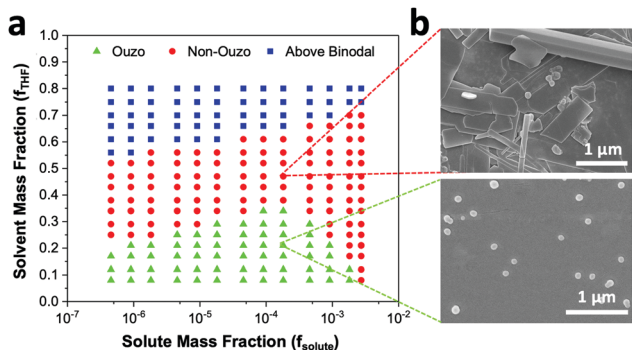 a
b
Ouzo Non-Ouzo Above Binodal
Solvent Mass Fraction (fTHF)
1.0
0.9
0.8
0.7
0.6
0.5
0.4
0.3
0.2
0.1
0.0
10-7 10-6 10-5 10-4 10-3 10-2
Solute Mass Fraction (fsolute)
1 μm
1 μm